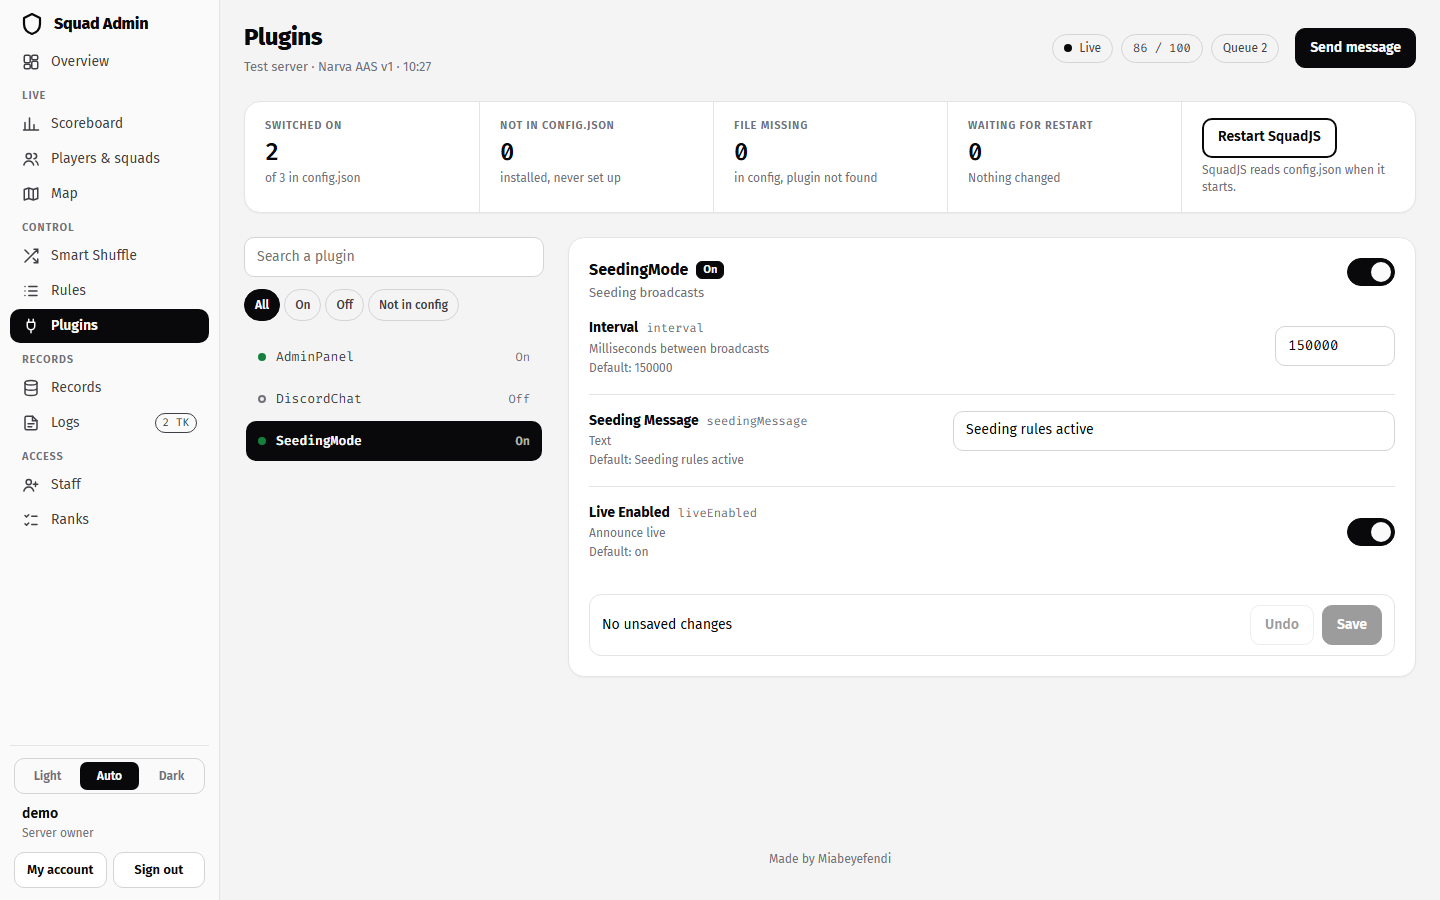 Squad Admin
Overview
LIVE
Scoreboard
Players & squads
Map
CONTROL
Smart Shuffle
Rules
Plugins
RECORDS
Records
Logs
2 TK
ACCESS
Staff
Ranks
Light
Auto
Dark
demo
Server owner
My account
Sign out
Plugins
Test server · Narva AAS v1 · 10:27
Live
86 / 100
Queue 2
Send message
SWITCHED ON
2
of 3 in config.json
NOT IN CONFIG.JSON
0
installed, never set up
FILE MISSING
0
in config, plugin not found
WAITING FOR RESTART
0
Nothing changed
Restart SquadJS
SquadJS reads config.json when it
starts.
Search a plugin
All
On
Off
Not in config
AdminPanel
On
DiscordChat
Off
SeedingMode
On
SeedingMode
On
Seeding broadcasts
Interval interval
Milliseconds between broadcasts
Default: 150000
150000
Seeding Message seedingMessage
Text
Default: Seeding rules active
Seeding rules active
Live Enabled liveEnabled
Announce live
Default: on
No unsaved changes
Undo
Save
Made by Miabeyefendi